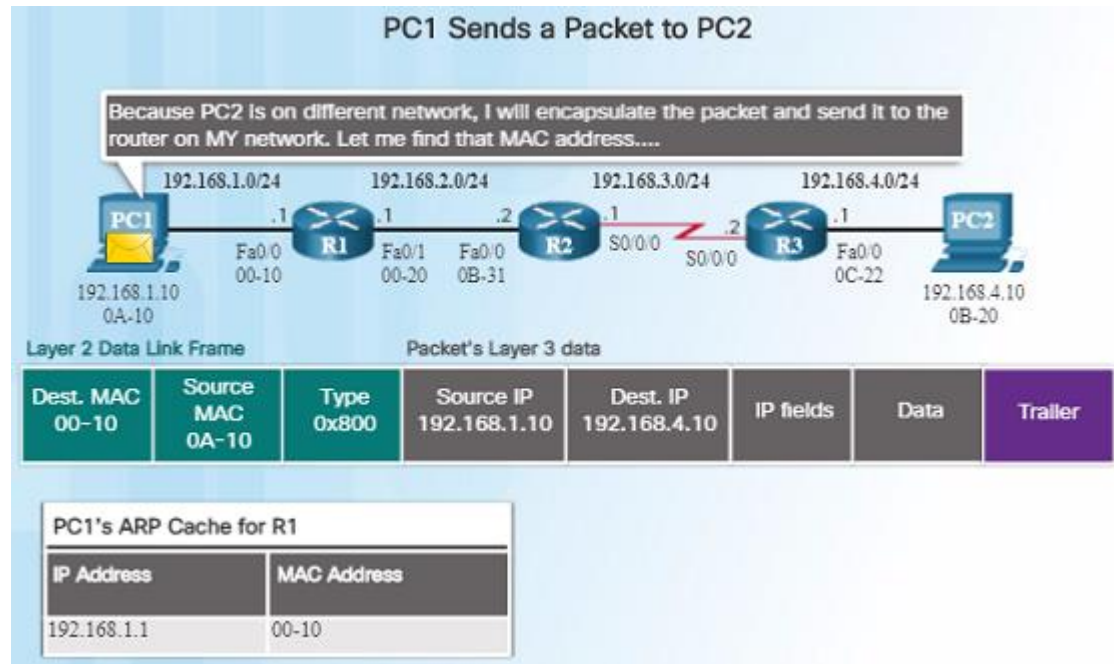 PC1 Sends a Packet to PC2
Because PC2 is on different network, I will encapsulate the packet and send it to the
router on MY network. Let me find that MAC address....
192.168.1.0/24
192.168.2.0/24
192.168.3.0/24
192.168.4.0/24
PC1
.1
R1
.1
.2
R2
.1
S0/0/0
.2
S0/0/0
R3
.1
PC2
Fa0/0
00-10
Fa0/1
00-20
Fa0/0
0B-31
Fa0/0
0C-22
192.168.1.10
0A-10
192.168.4.10
0B-20
Layer 2 Data Link Frame
Packet's Layer 3 data
Dest. MAC
00-10
Source
MAC
0A-10
Type
0x800
Source IP
192.168.1.10
Dest. IP
192.168.4.10
IP fields
Data
Trailer
PC1's ARP Cache for R1
IP Address
MAC Address
192.168.1.1
00-10